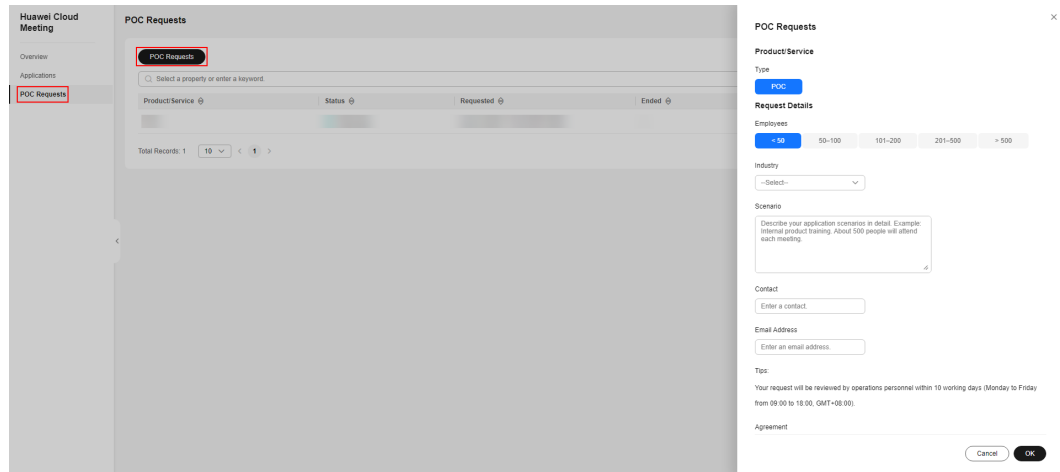 Huawei Cloud
Meeting
Overview
Applications
POC Requests
POC Requests
POC Requests
Select a property or enter a keyword.
Product/Service
Status
Requested
Ended
Total Records: 1
10
1
POC Requests
Product/Service
Type
POC
Request Details
Employees
< 50
50–100
101–200
201–500
> 500
Industry
--Select--
Scenario
Describe your application scenarios in detail. Example:
Internal product training. About 500 people will attend
each meeting.
Contact
Enter a contact.
Email Address
Enter an email address.
Tips:
Your request will be reviewed by operations personnel within 10 working days (Monday to Friday
from 09:00 to 18:00, GMT+08:00).
Agreement
Cancel
OK